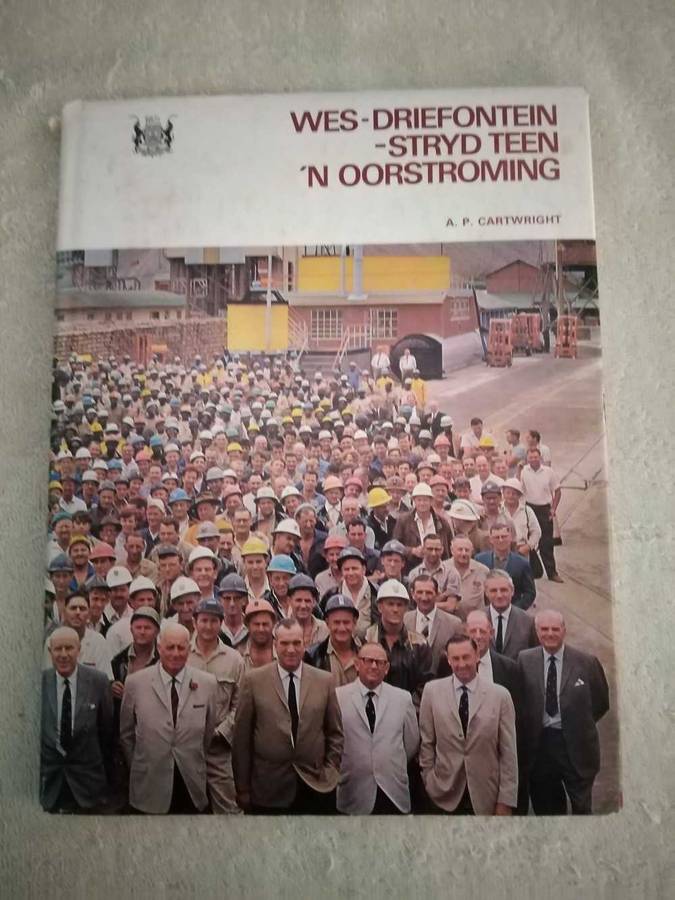 WES-DRIEFONTEIN
-STRYD TEEN
'N OORSTROMING
A. P. CARTWRIGHT